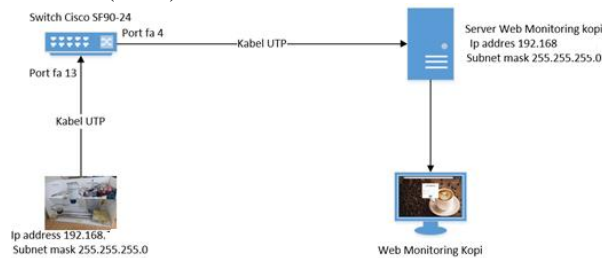 Switch Cisco SF90-24
Port fa 4
Kabel UTP
Server Web Monitoring kopi
Ip addres 192.168
Subnet mask 255.255.255.0
Port fa 13
Kabel UTP
Ip address 192.168.
Subnet mask 255.255.255.0
Web Monitoring Kopi